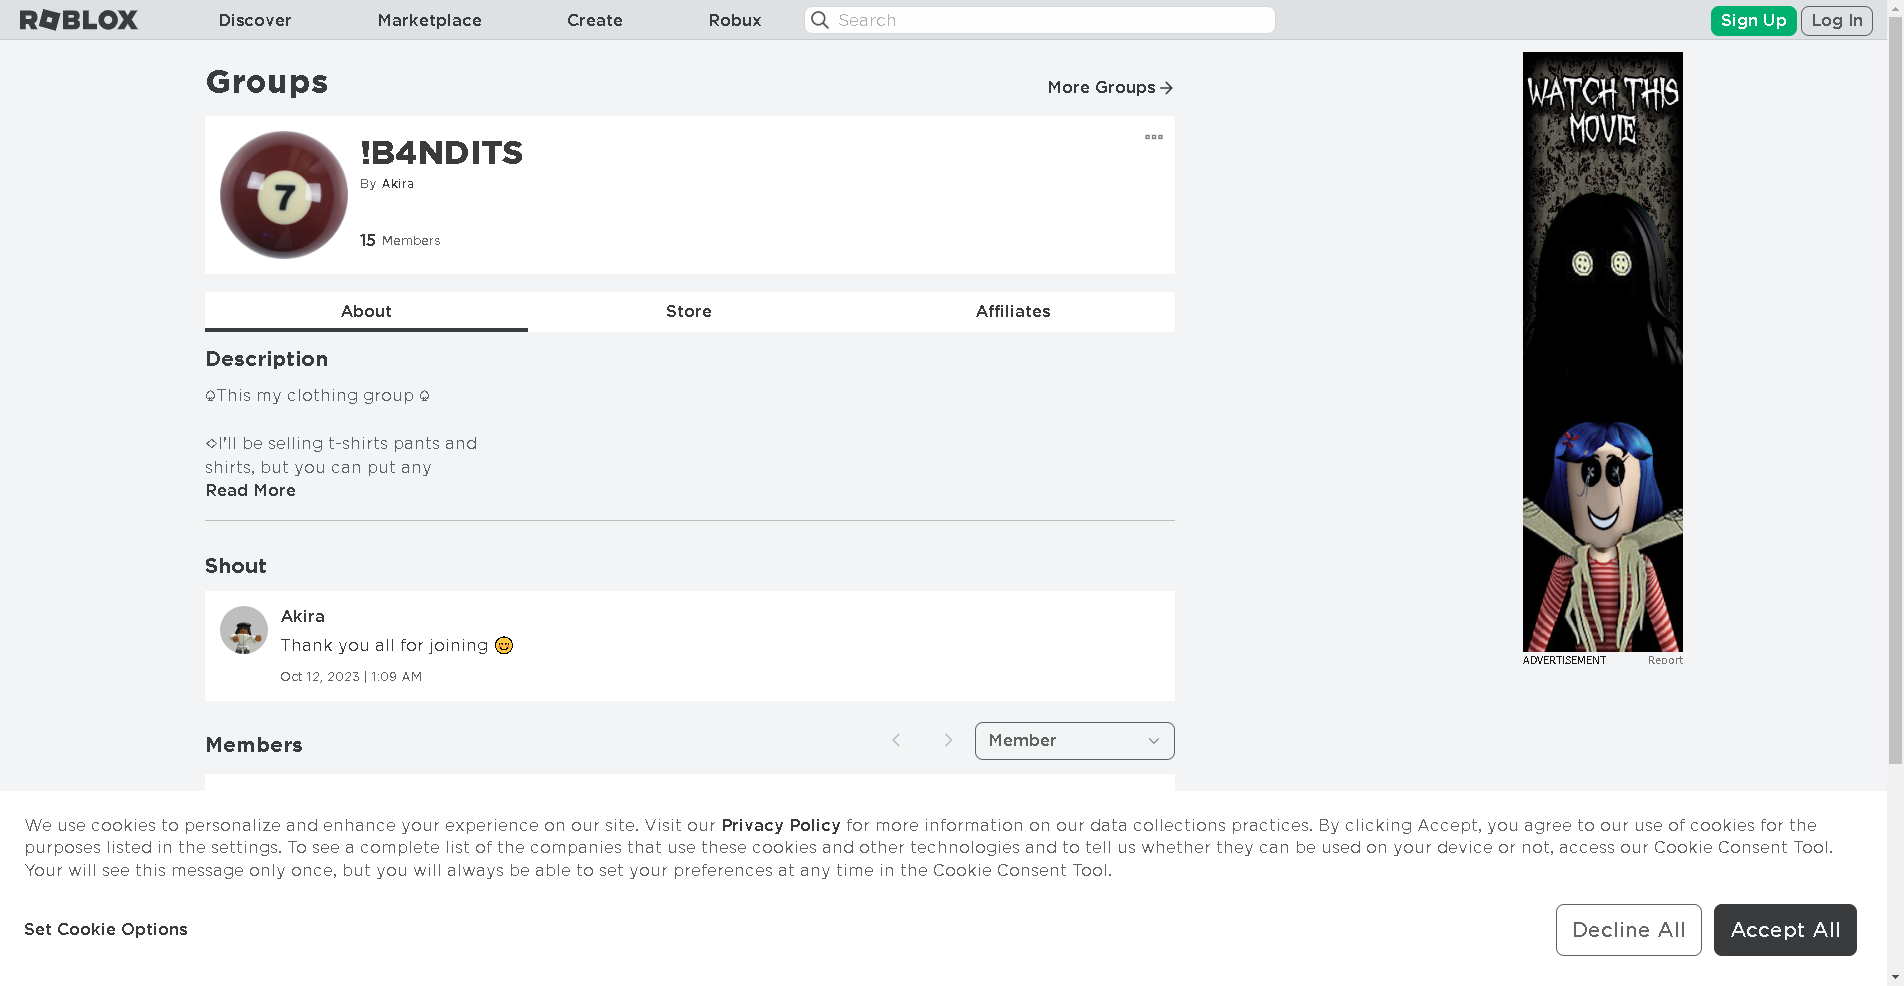 ROBLOX
Discover
Marketplace
Create
Robux
Search
Sign Up
Log In
Groups
More Groups
7
!B4NDITS
By Akira
15 Members
About
Store
Affiliates
Description
♤This my clothing group ♤
◇I'll be selling t-shirts pants and
shirts, but you can put any
Read More
Shout
Akira
Thank you all for joining 😊
Oct 12, 2023 | 1:09 AM
Members
Member
WATCH THIS
MOVIE
ADVERTISEMENT
Report
We use cookies to personalize and enhance your experience on our site. Visit our Privacy Policy for more information on our data collections practices. By clicking Accept, you agree to our use of cookies for the
purposes listed in the settings. To see a complete list of the companies that use these cookies and other technologies and to tell us whether they can be used on your device or not, access our Cookie Consent Tool.
Your will see this message only once, but you will always be able to set your preferences at any time in the Cookie Consent Tool.
Set Cookie Options
Decline All
Accept All